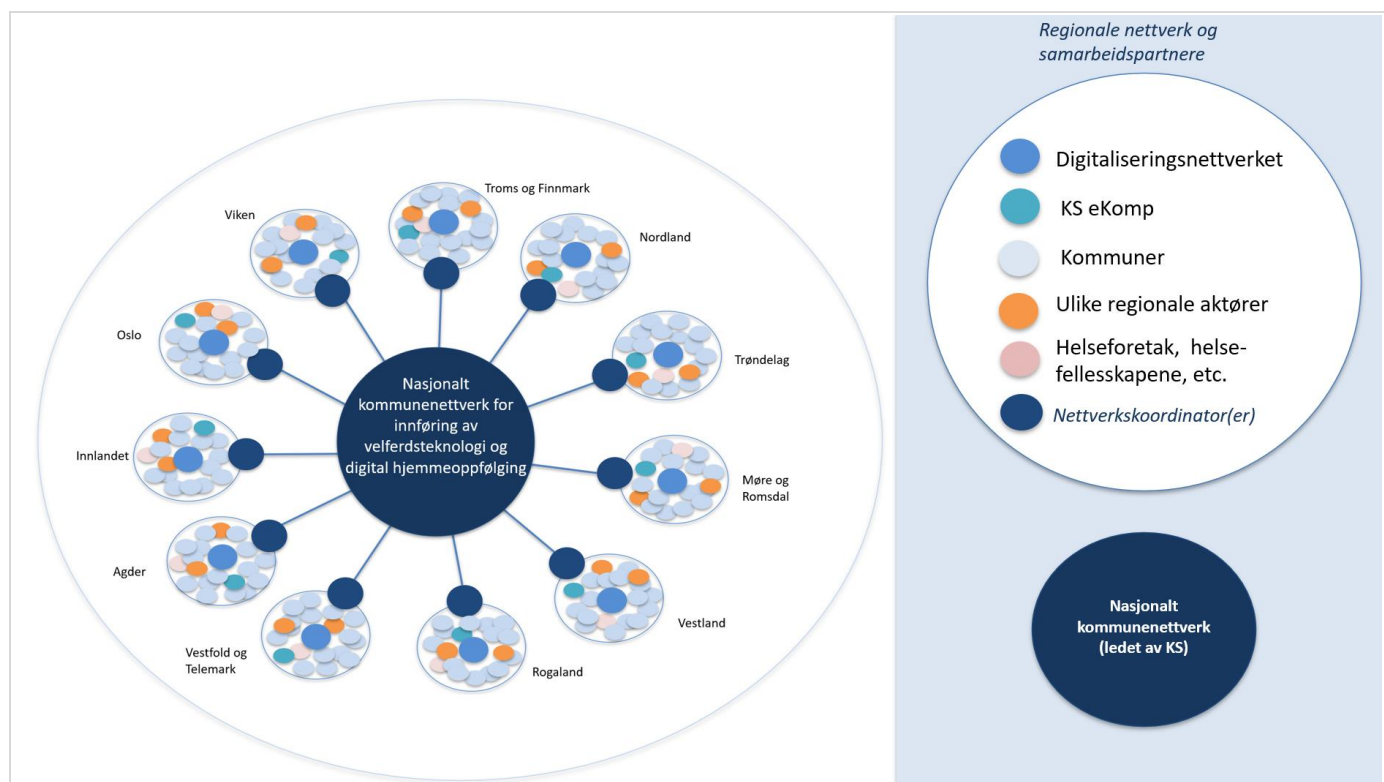 Regionale nettverk og
samarbeidspartnere
Digitaliseringsnettverket
KS eKomp
Kommuner
Ulike regionale aktører
Helseforetak, helse-
fellesskapene, etc.
Nettverkskoordinator(er)
Nasjonalt
kommunenettverk
(ledet av KS)
Troms og Finnmark
Viken
Nordland
Oslo
Trøndelag
Nasjonalt
kommunenettverk for
innføring av
velferdsteknologi og
digital hjemmeoppfølging
Innlandet
Møre og
Romsdal
Agder
Vestland
Vestfold og
Telemark
Rogaland